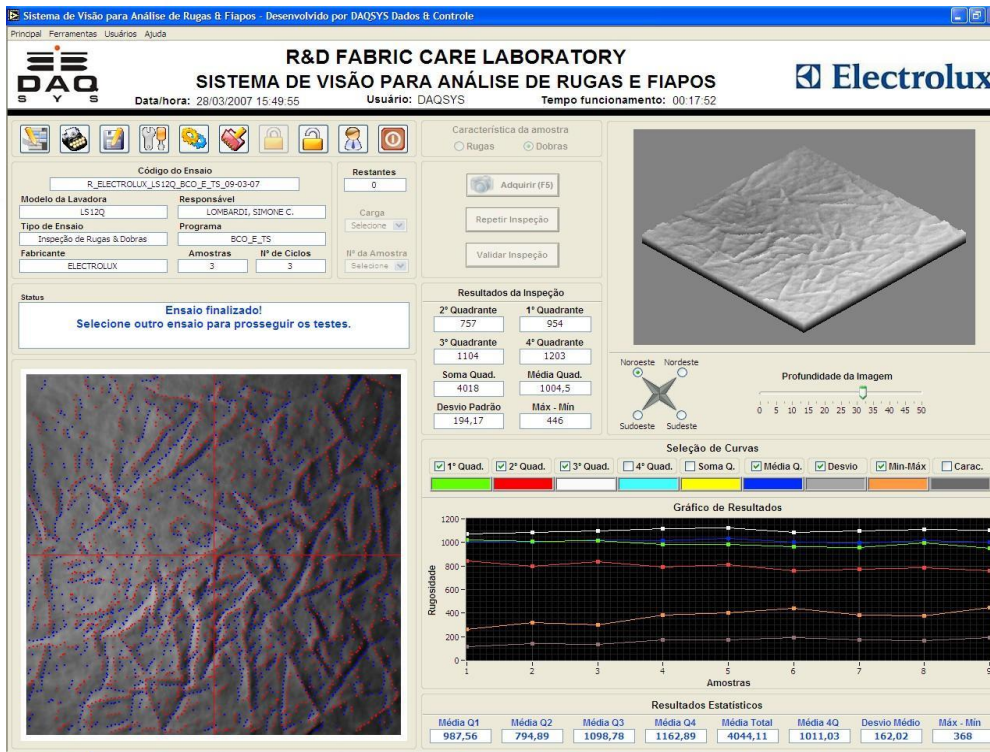 Sistema de Visão para Análise de Rugas & Fiapos - Desenvolvido por DAQSYS Dados & Controle
Principal Ferramentas Usuários Ajuda
DAQ
SYS
R&D FABRIC CARE LABORATORY
SISTEMA DE VISÃO PARA ANÁLISE DE RUGAS E FIAPOS
Data/hora: 28/03/2007 15:49:55 Usuário: DAQSYS Tempo funcionamento: 00:17:52
Electrolux
Código do Ensaio
R_ELECTROLUX_LS12Q_BCO_E_TS_09-03-07
Modelo da Lavadora Responsável
LS12Q LOMBARDI, SIMONE C.
Tipo de Ensaio Programa
Inspeção de Rugas & Dobras BCO_E_TS
Fabricante Amostras Nº de Ciclos
ELECTROLUX 3 3
Restantes
0
Carga
Selecione
Nº da Amostra
Selecione
Status
Ensaio finalizado!
Selecione outro ensaio para prosseguir os testes.
Característica da amostra
Rugas Dobras
Adquirir (F5)
Repetir Inspeção
Validar Inspeção
Resultados da Inspeção
2º Quadrante 1º Quadrante
757 954
3º Quadrante 4º Quadrante
1104 1203
Soma Quad. Média Quad.
4018 1004,5
Desvio Padrão Máx - Mín
194,17 446
Noroeste Nordeste
Sudoeste Sudeste
Profundidade da Imagem
0 5 10 15 20 25 30 35 40 45 50
Seleção de Curvas
1º Quad. 2º Quad. 3º Quad. 4º Quad. Soma Q. Média Q. Desvio Min-Máx Carac.
Gráfico de Resultados
1200
1000
800
600
400
200
0
Rugosidade
1 2 3 4 5 6 7 8 9
Amostras
Resultados Estatísticos
Média Q1 Média Q2 Média Q3 Média Q4 Média Total Média 4Q Desvio Médio Máx - Mín
987,56 794,89 1098,78 1162,89 4044,11 1011,03 162,02 368